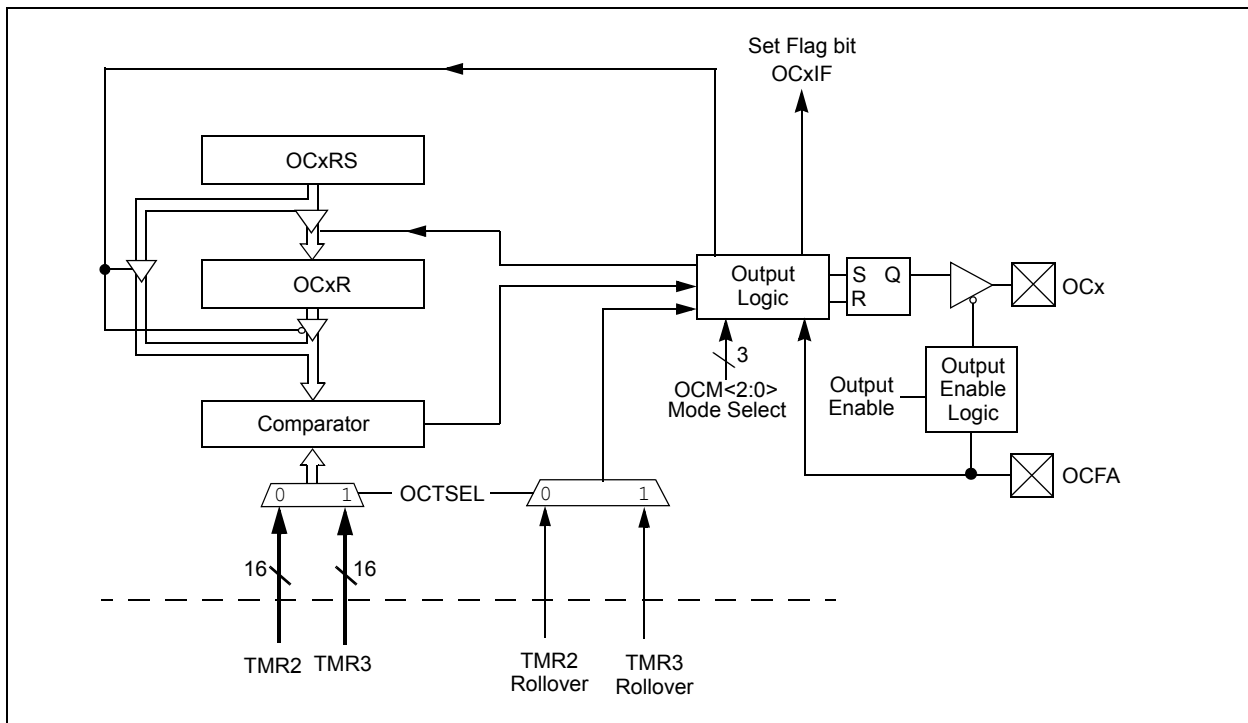 Set Flag bit
OCxIF
OCxRS
OCxR
Output
Logic
S Q
R
OCx
3
OCM<2:0>
Mode Select
Output
Enable
Output
Enable
Logic
Comparator
OCFA
0 1
OCTSEL
0 1
16
16
TMR2
TMR3
TMR2
Rollover
TMR3
Rollover